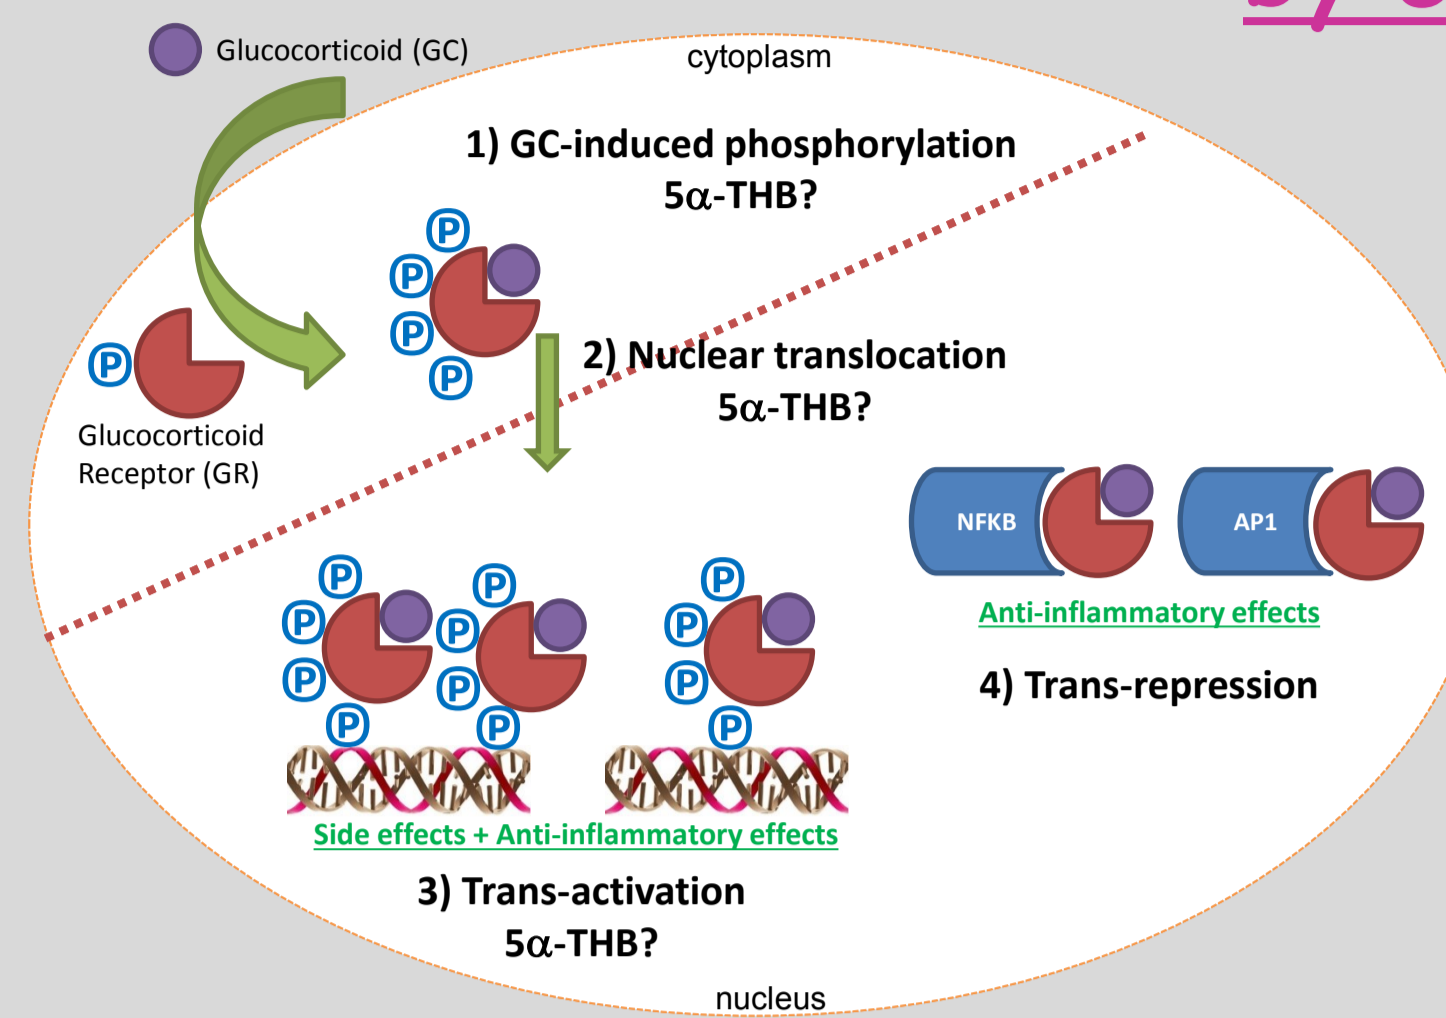 Glucocorticoid (GC)
cytoplasm
1) GC-induced phosphorylation
5α-THB?
P
P
P
P
P
Glucocorticoid
Receptor (GR)
2) Nuclear translocation
5α-THB?
NFKB
AP1
Anti-inflammatory effects
4) Trans-repression
P
P
P
P
P
P
P
P
P
P
P
P
Side effects + Anti-inflammatory effects
3) Trans-activation
5α-THB?
nucleus